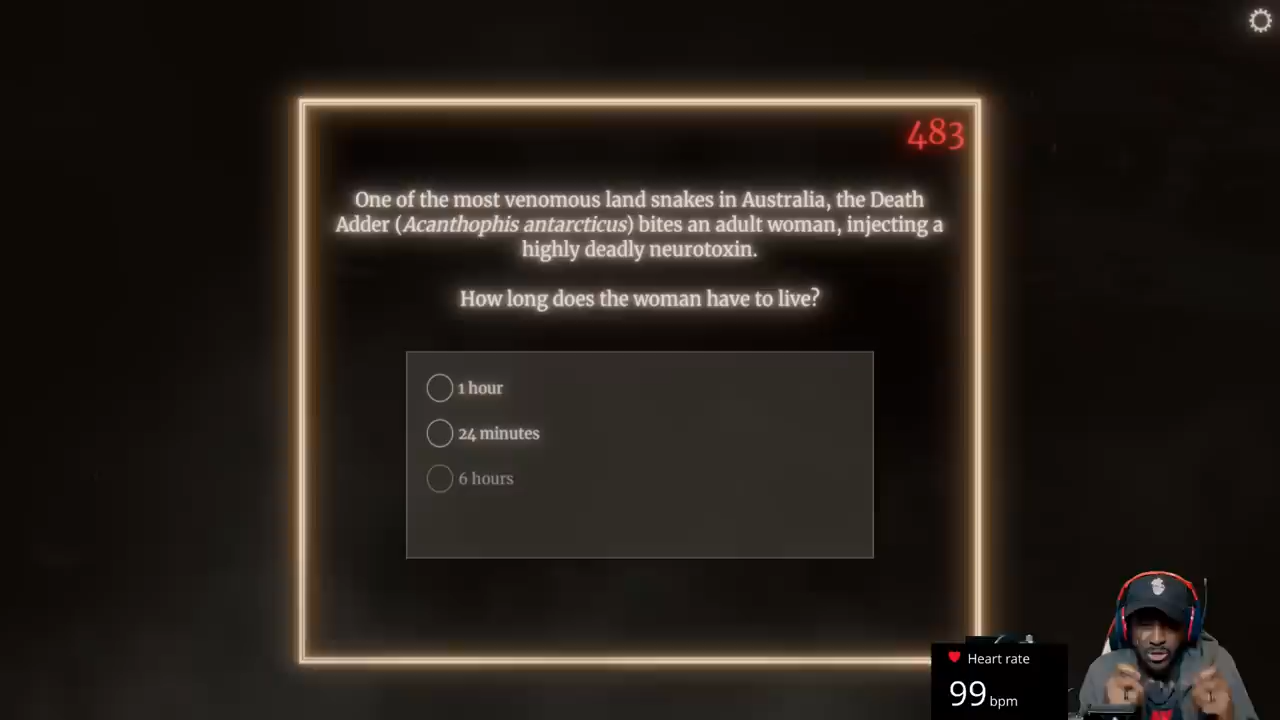 483
One of the most venomous land snakes in Australia, the Death
Adder (Acanthophis antarcticus) bites an adult woman, injecting a
highly deadly neurotoxin.
How long does the woman have to live?
1 hour
24 minutes
6 hours
Heart rate
99 bpm